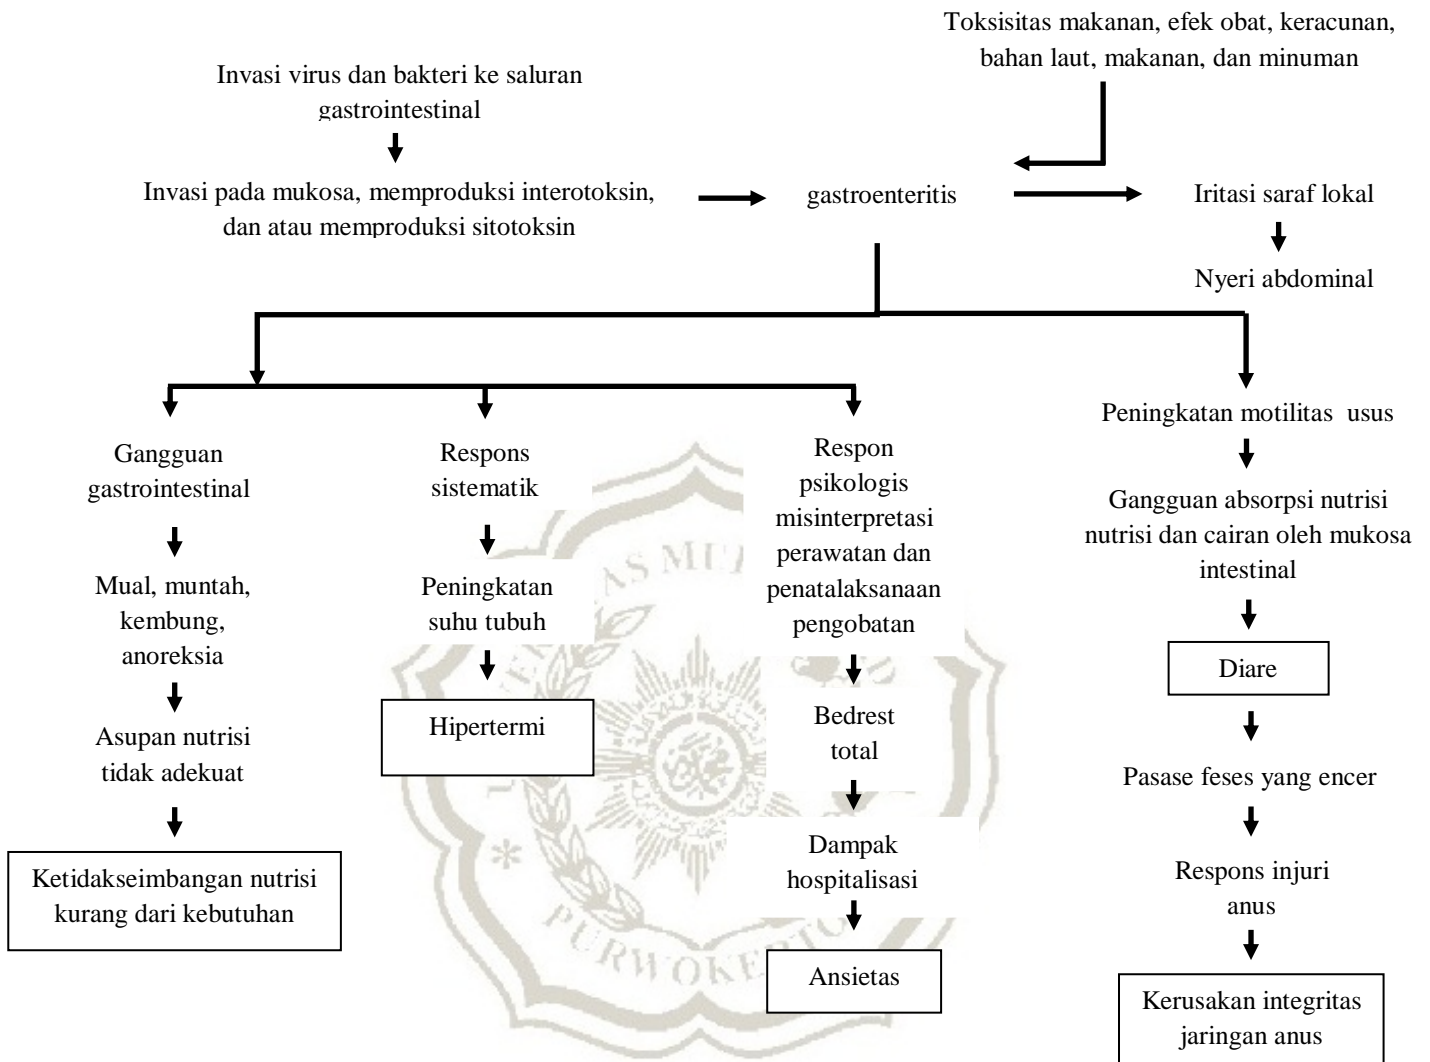 Toksisitas makanan, efek obat, keracunan,
bahan laut, makanan, dan minuman
Invasi virus dan bakteri ke saluran
gastrointestinal
Invasi pada mukosa, memproduksi interotoksin,
dan atau memproduksi sitotoksin
gastroenteritis
Iritasi saraf lokal
Nyeri abdominal
Gangguan
gastrointestinal
Mual, muntah,
kembung,
anoreksia
Asupan nutrisi
tidak adekuat
Ketidakseimbangan nutrisi
kurang dari kebutuhan
Respons
sistematik
Peningkatan
suhu tubuh
Hipertermi
Respon
psikologis
misinterpretasi
perawatan dan
penatalaksanaan
pengobatan
Bedrest
total
Dampak
hospitalisasi
Ansietas
Peningkatan motilitas usus
Gangguan absorpsi nutrisi
nutrisi dan cairan oleh mukosa
intestinal
Diare
Pasase feses yang encer
Respons injuri
anus
Kerusakan integritas
jaringan anus
PURWOKERTO